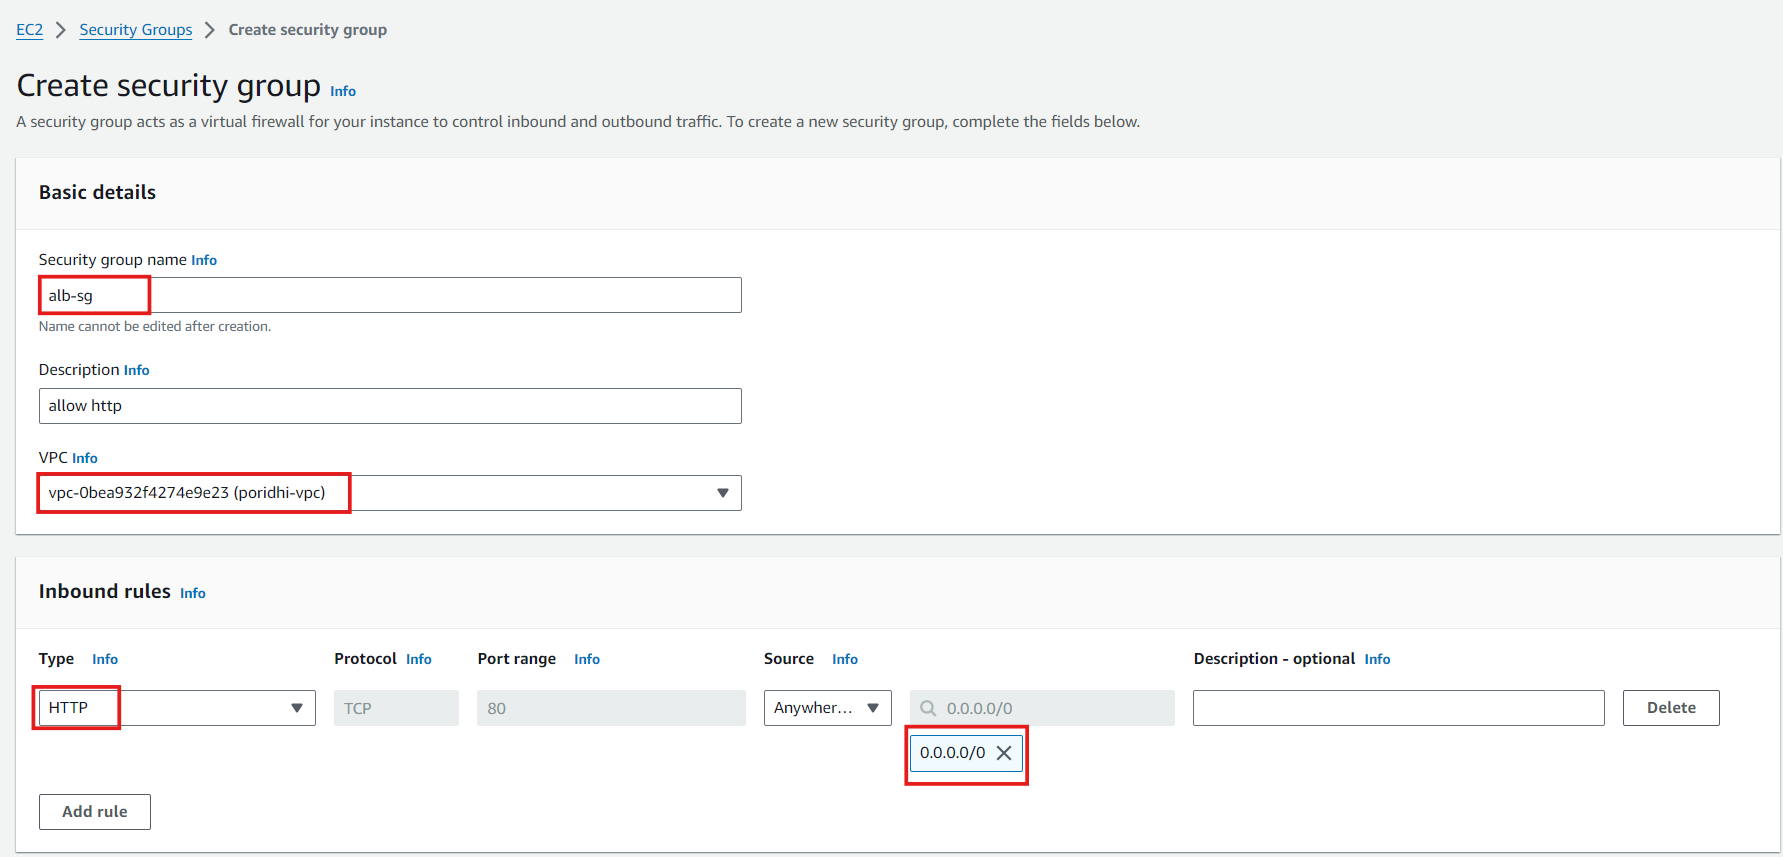 EC2 > Security Groups > Create security group
Create security group Info
A security group acts as a virtual firewall for your instance to control inbound and outbound traffic. To create a new security group, complete the fields below.
Basic details
Security group name Info
alb-sg
Name cannot be edited after creation.
Description Info
allow http
VPC Info
vpc-0bea932f4274e9e23 (poridhi-vpc)
Inbound rules Info
Type Info Protocol Info Port range Info Source Info Description - optional Info
HTTP TCP 80 Anywher... 0.0.0.0/0 Delete
0.0.0.0/0
Add rule